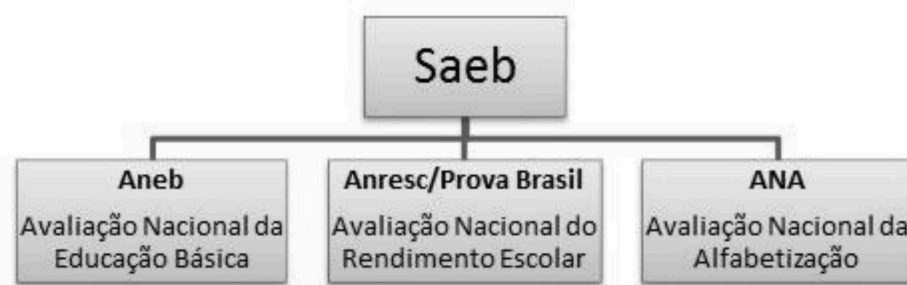 Saeb
Aneb
Avaliação Nacional da
Educação Básica
Anresc/Prova Brasil
Avaliação Nacional do
Rendimento Escolar
ANA
Avaliação Nacional da
Alfabetização